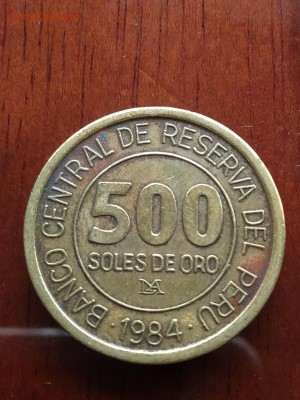 BANCO CENTRAL DE RESERVA DEL PERU
500
SOLES DE ORO
· 1984 ·